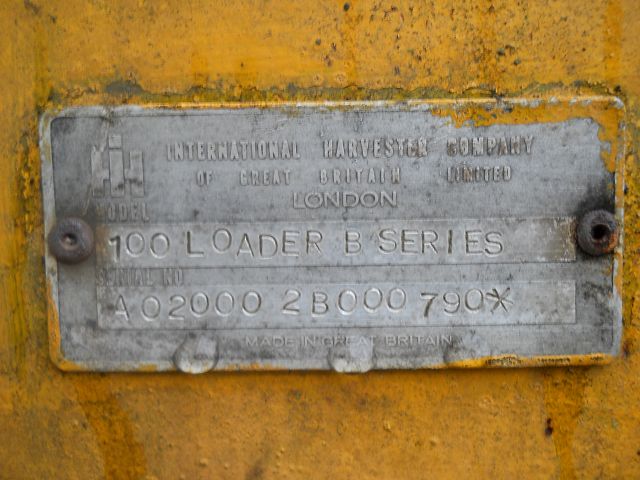 IH
INTERNATIONAL HARVESTER COMPANY
OF GREAT BRITAIN LIMITED
LONDON
MODEL
100 LOADER B SERIES
SERIAL NO
A02000 2B000 790*
MADE IN GREAT BRITAIN